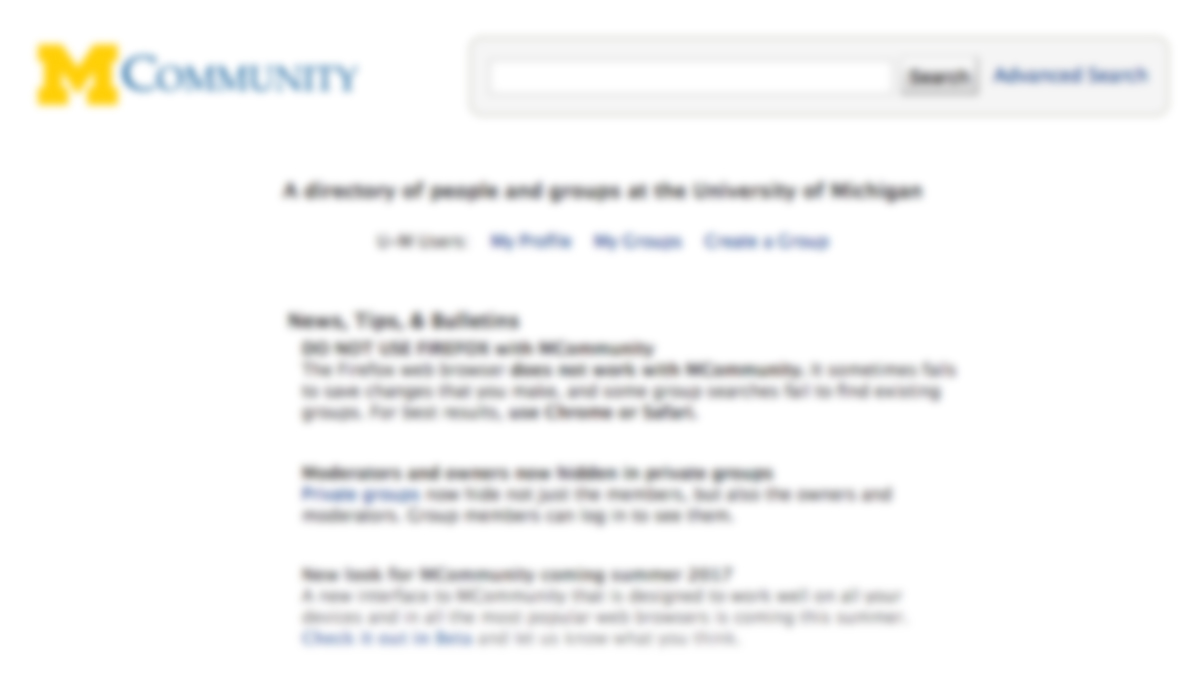 M COMMUNITY
Search Advanced Search
A directory of people and groups at the University of Michigan
U-M Users: My Profile My Groups Create a Group
News, Tips, & Bulletins
DO NOT USE FIREFOX with MCommunity
The Firefox web browser does not work with MCommunity. It sometimes fails
to save changes that you make, and some group searches fail to find existing
groups. For best results, use Chrome or Safari.
Moderators and owners now hidden in private groups
Private groups now hide not just the members, but also the owners and
moderators. Group members can log in to see them.
New look for MCommunity coming summer 2017
A new interface to MCommunity that is designed to work well on all your
devices and in all the most popular web browsers is coming this summer.
Check it out in Beta and let us know what you think.